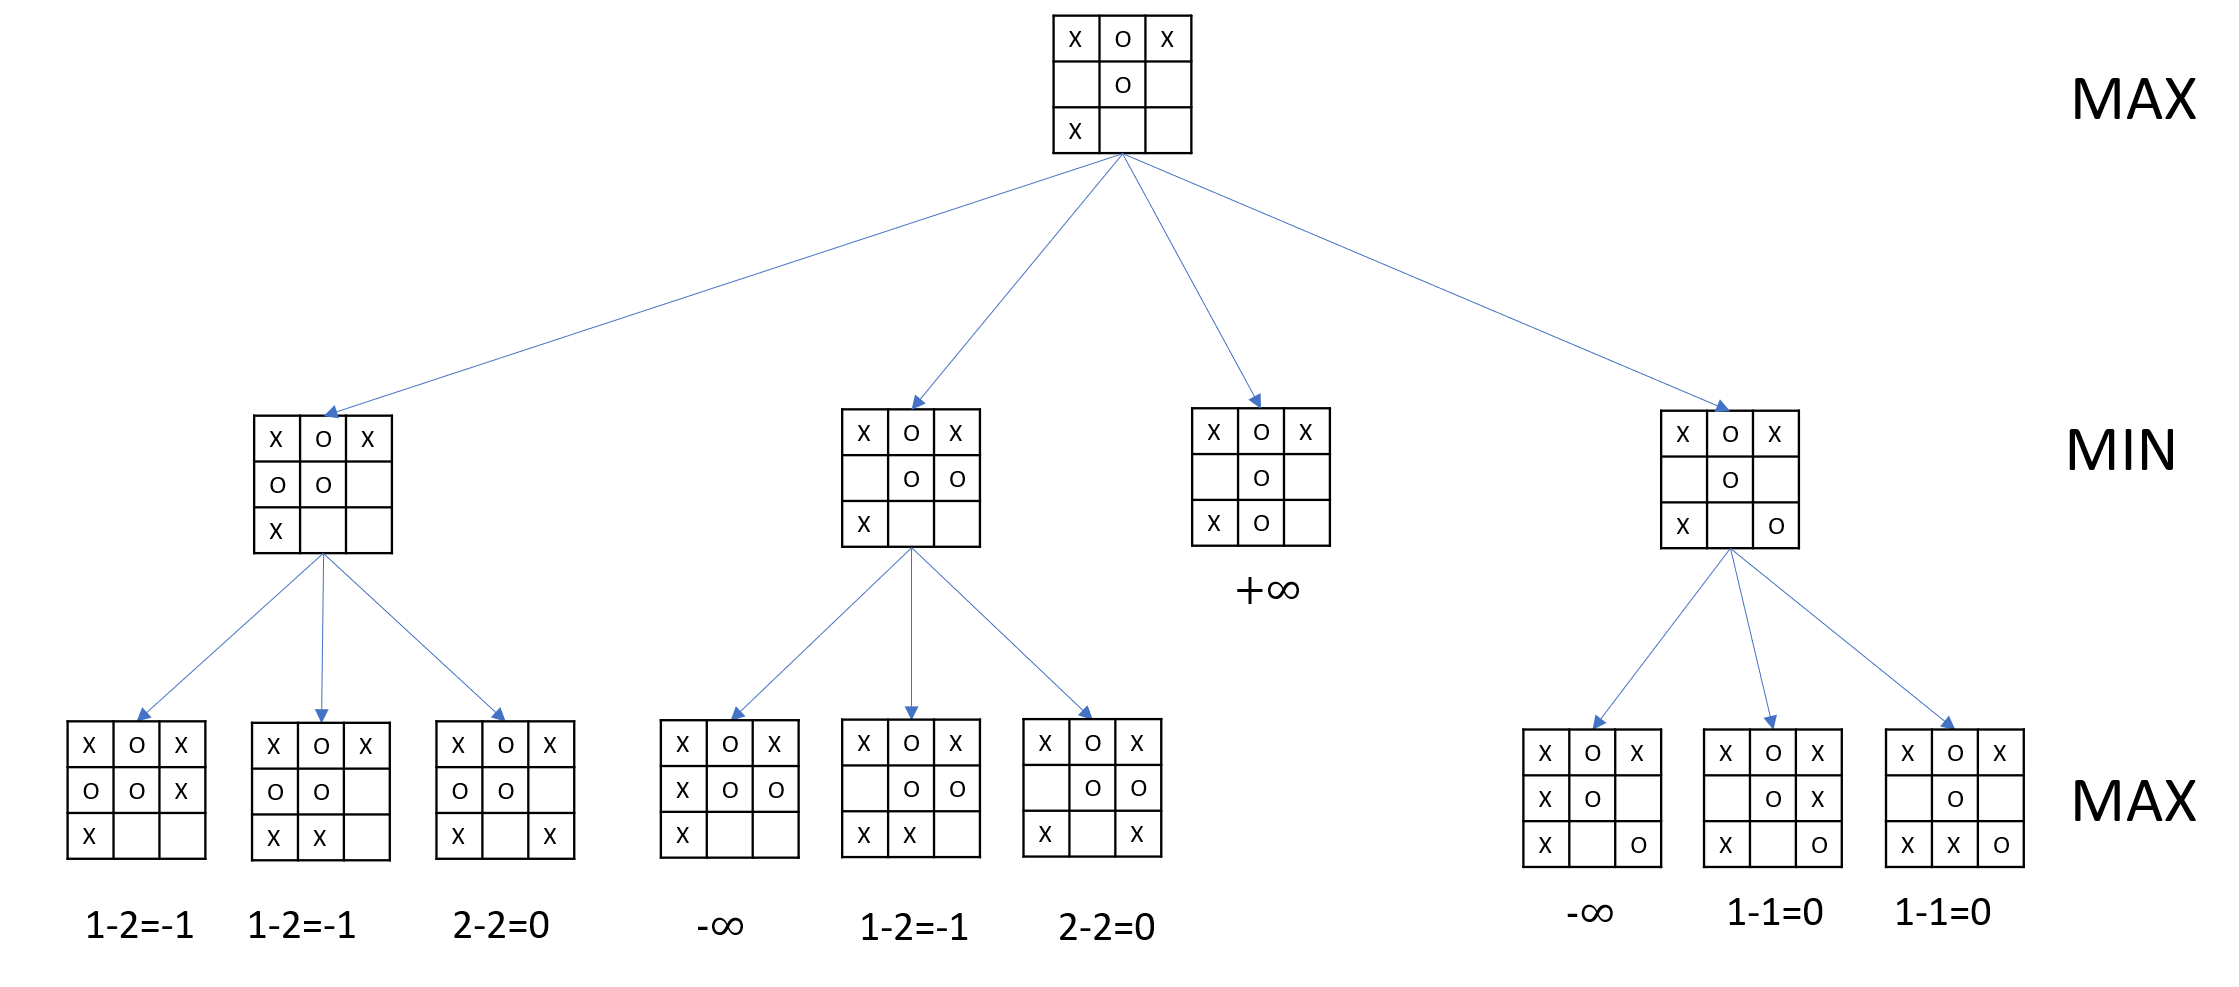 X O X
O
X
MAX
X O X
O O
X
X O X
O O
X
X O X
O
X O
X O X
O
X O
MIN
+∞
X O X
O O X
X
X O X
O O
X X
X O X
O O
X X
X O X
X O O
X
X O X
O O
X X
X O X
O O
X X
X O X
X O
X O
X O X
O X
X O
X O X
O
X X O
MAX
1-2=-1
1-2=-1
2-2=0
-∞
1-2=-1
2-2=0
-∞
1-1=0
1-1=0